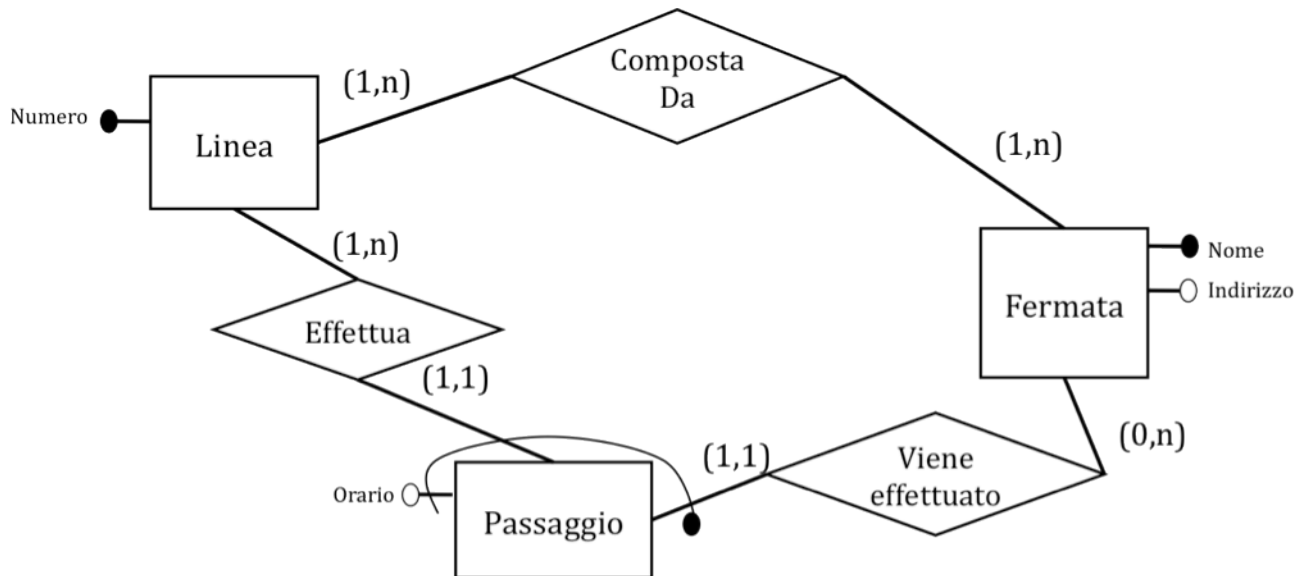 Composta
Da
(1,n)
Numero
Linea
(1,n)
(1,n)
Nome
Indirizzo
Fermata
Effettua
(1,1)
(0,n)
(1,1)
Viene
effettuato
Orario
Passaggio